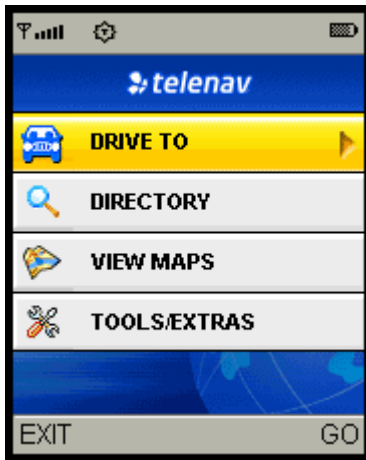 telenav
DRIVE TO
DIRECTORY
VIEW MAPS
TOOLS/EXTRAS
EXIT GO